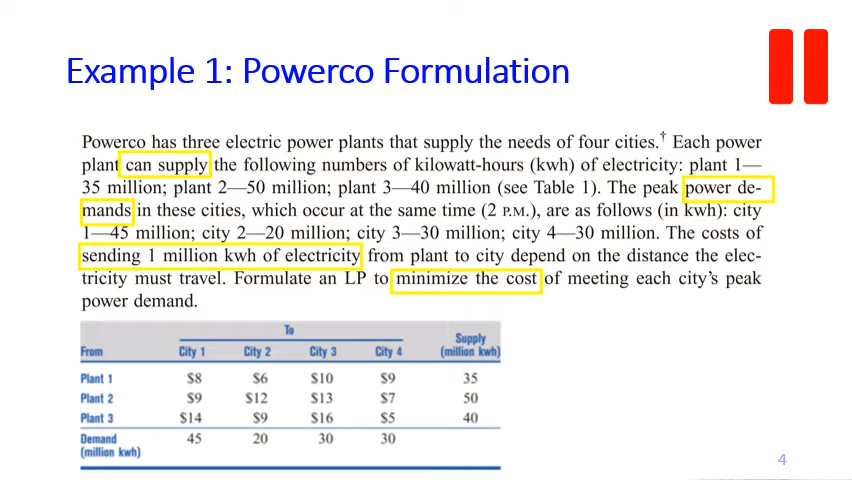 Example 1: Powerco Formulation
Powerco has three electric power plants that supply the needs of four cities.† Each power
plant can supply the following numbers of kilowatt-hours (kwh) of electricity: plant 1—
35 million; plant 2—50 million; plant 3—40 million (see Table 1). The peak power de-
mands in these cities, which occur at the same time (2 P.M.), are as follows (in kwh): city
1—45 million; city 2—20 million; city 3—30 million; city 4—30 million. The costs of
sending 1 million kwh of electricity from plant to city depend on the distance the elec-
tricity must travel. Formulate an LP to minimize the cost of meeting each city's peak
power demand.
To
Supply
From City 1 City 2 City 3 City 4 (million kwh)
Plant 1 $8 $6 $10 $9 35
Plant 2 $9 $12 $13 $7 50
Plant 3 $14 $9 $16 $5 40
Demand 45 20 30 30
(million kwh)
4